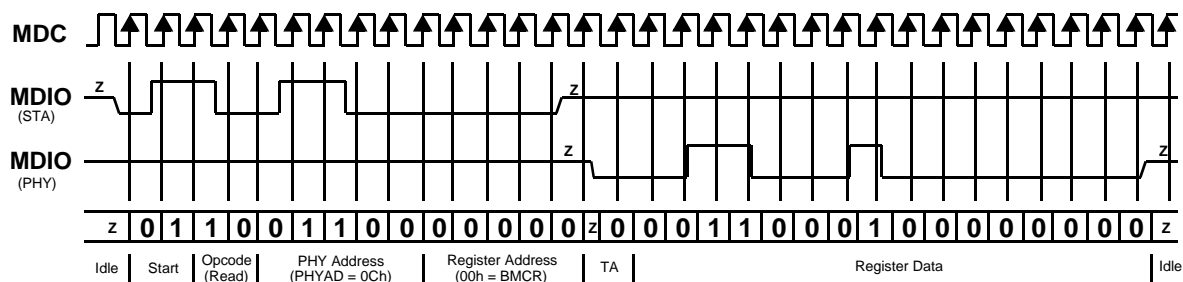 MDC
z z
MDIO
(STA)
MDIO z z
(PHY)
z 0 1 1 0 0 1 1 0 0 0 0 0 0 0 z 0 0 0 1 1 0 0 0 1 0 0 0 0 0 0 0 0 z
Idle Start Opcode (Read) PHY Address (PHYAD = 0Ch) Register Address (00h = BMCR) TA Register Data Idle